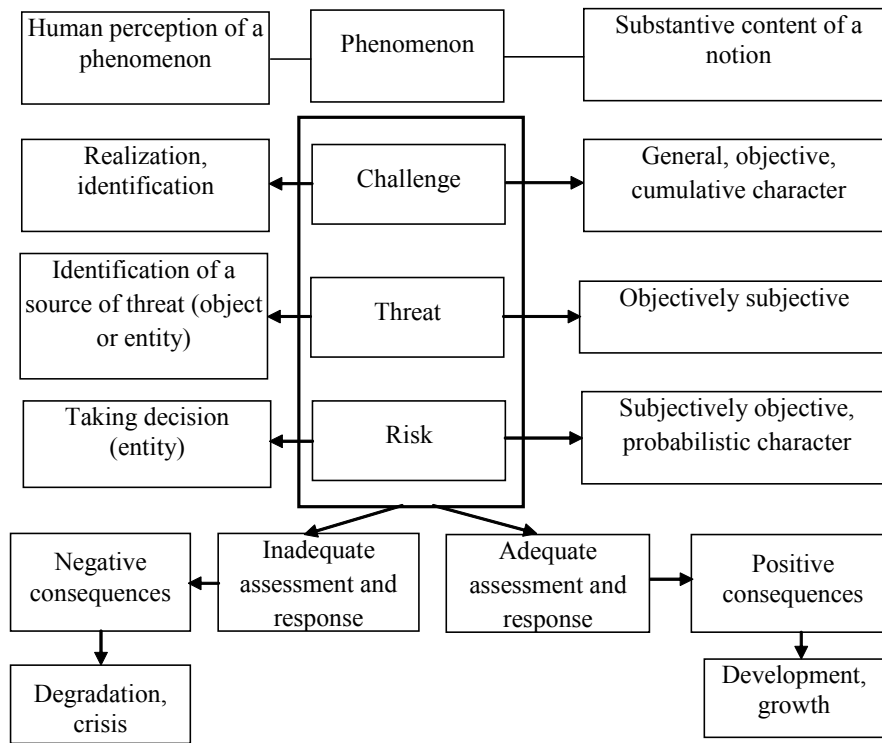 Human perception of a
phenomenon
Phenomenon
Substantive content of a
notion
Realization,
identification
Challenge
General, objective,
cumulative character
Identification of a
source of threat (object
or entity)
Threat
Objectively subjective
Taking decision
(entity)
Risk
Subjectively objective,
probabilistic character
Negative
consequences
Inadequate
assessment and
response
Adequate
assessment and
response
Positive
consequences
Degradation,
crisis
Development,
growth